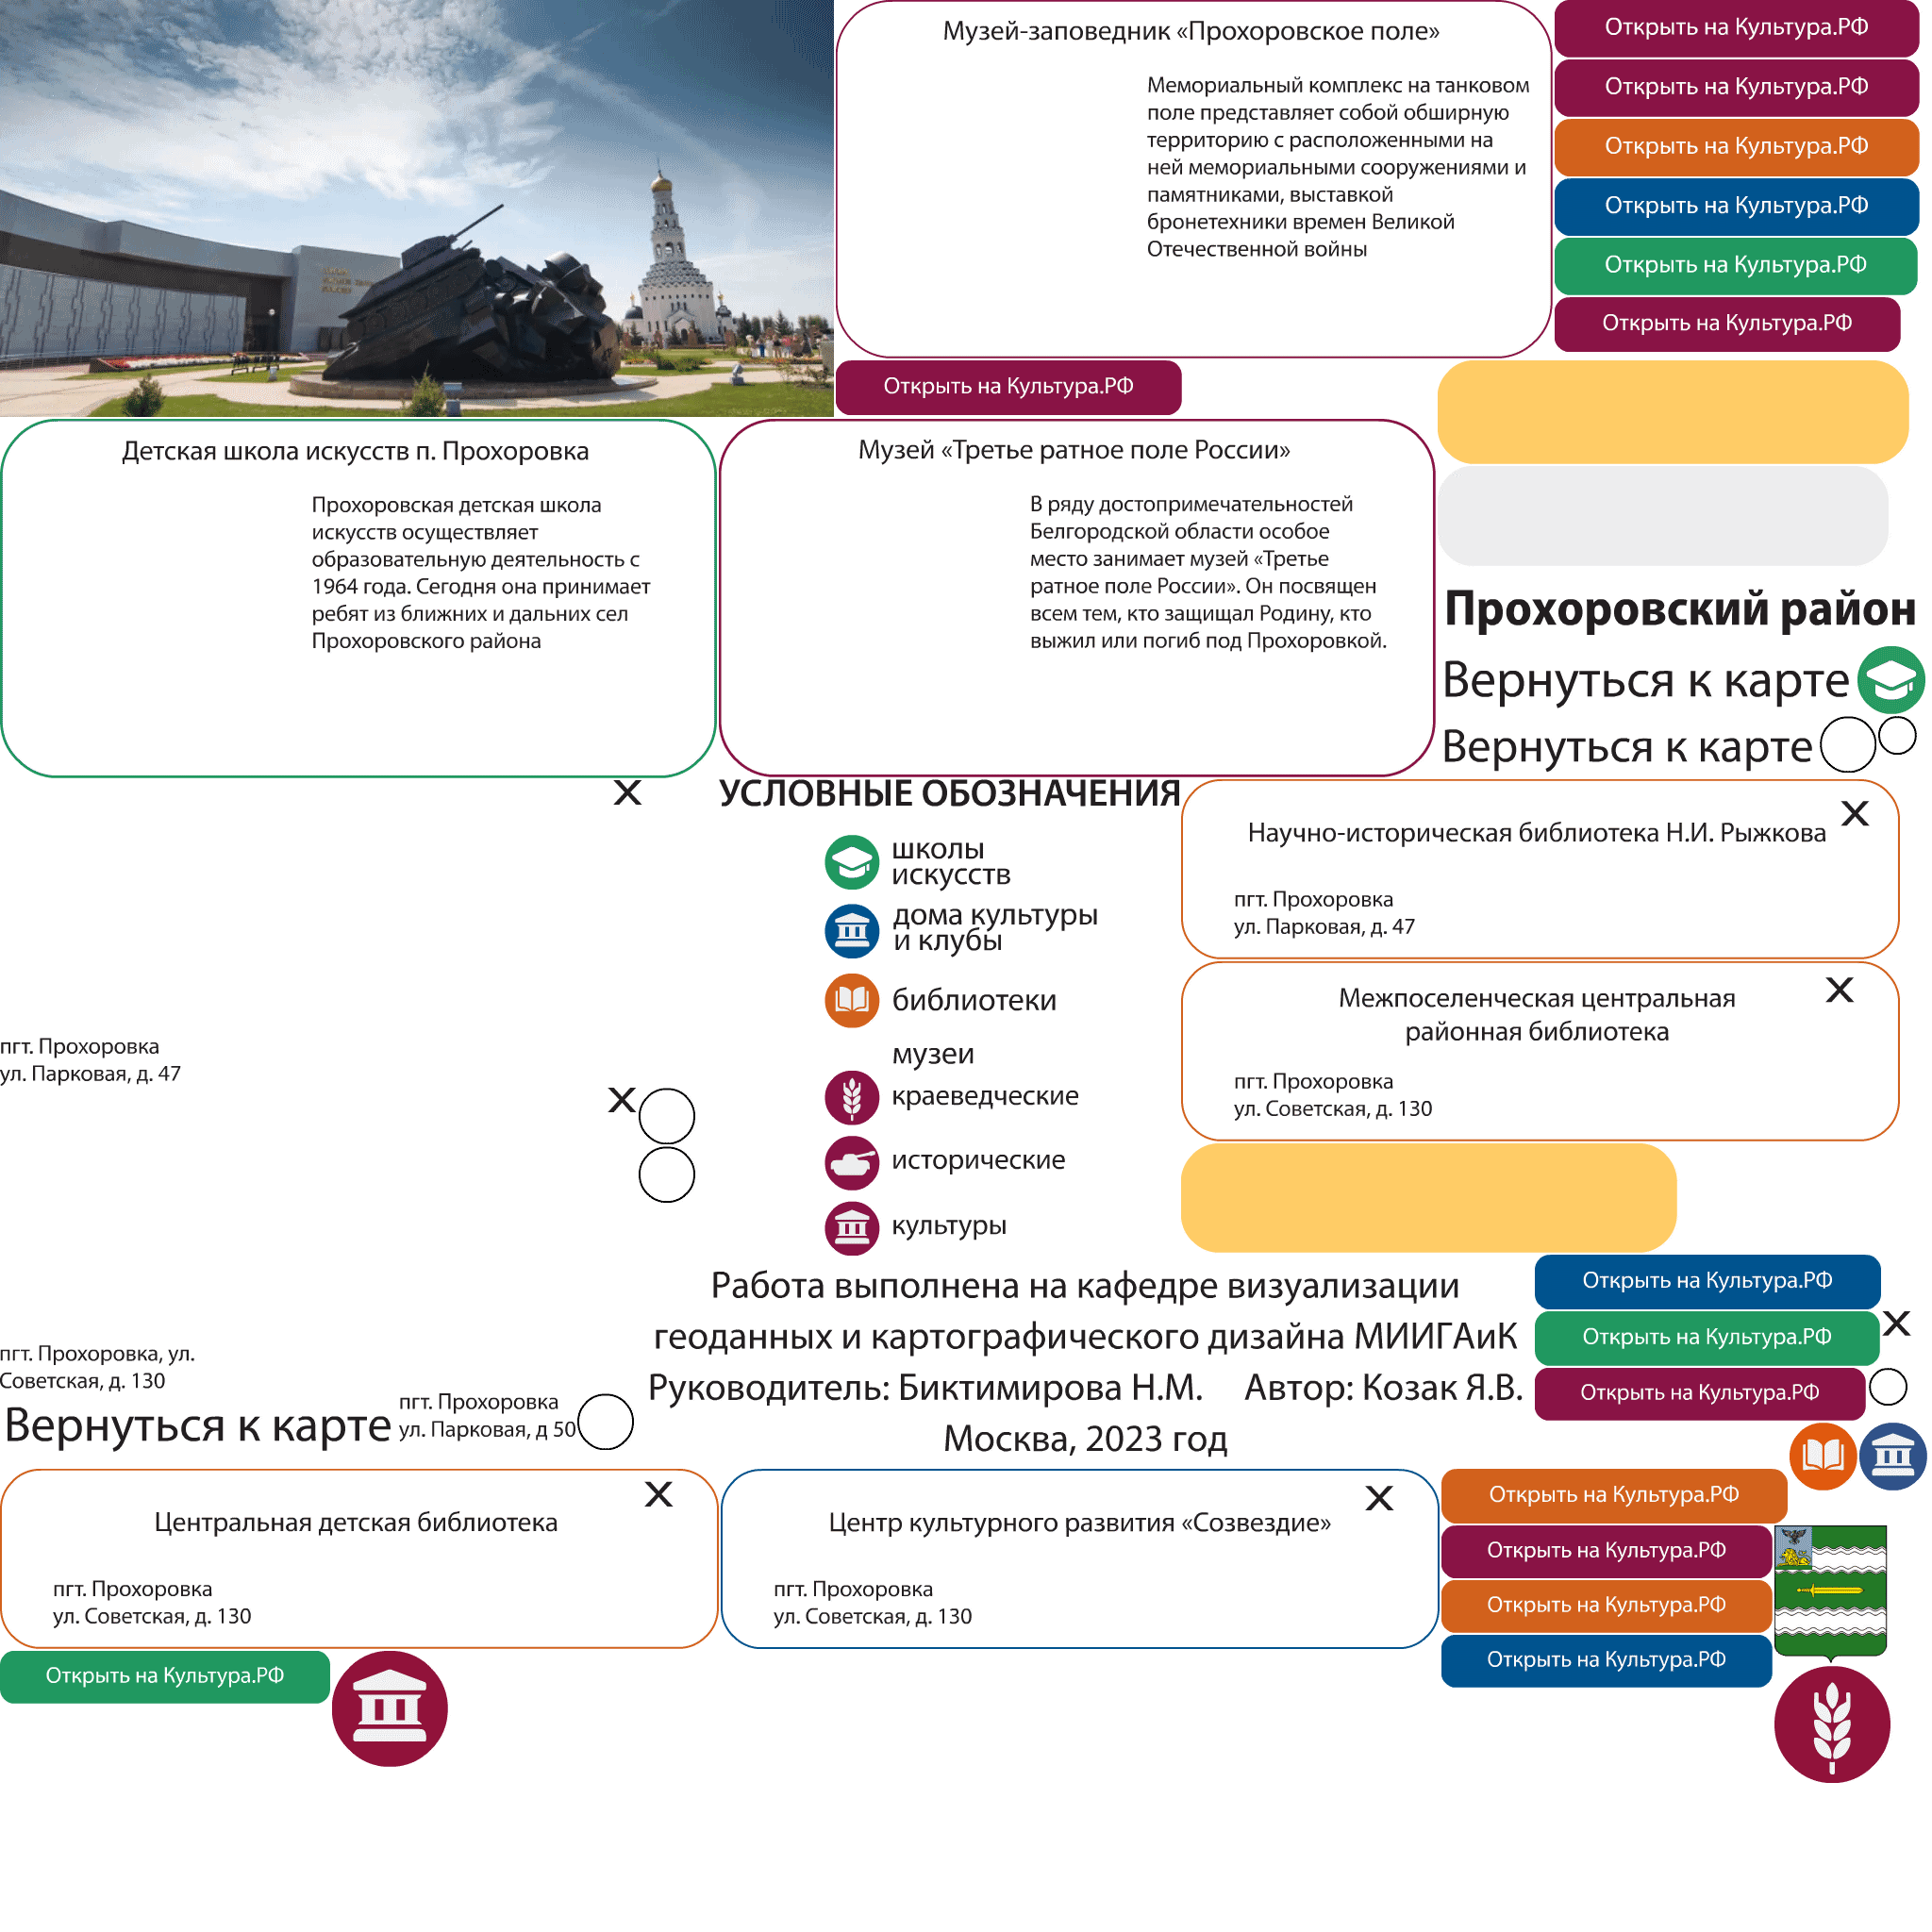 Музей-заповедник «Прохоровское поле»
Мемориальный комплекс на танковом
поле представляет собой обширную
территорию с расположенными на
ней мемориальными сооружениями и
памятниками, выставкой
бронетехники времен Великой
Отечественной войны
Открыть на Культура.РФ
Открыть на Культура.РФ
Открыть на Культура.РФ
Открыть на Культура.РФ
Открыть на Культура.РФ
Открыть на Культура.РФ
Открыть на Культура.РФ
Детская школа искусств п. Прохоровка
Прохоровская детская школа
искусств осуществляет
образовательную деятельность с
1964 года. Сегодня она принимает
ребят из ближних и дальних сел
Прохоровского района
Музей «Третье ратное поле России»
В ряду достопримечательностей
Белгородской области особое
место занимает музей «Третье
ратное поле России». Он посвящен
всем тем, кто защищал Родину, кто
выжил или погиб под Прохоровкой.
Прохоровский район
Вернуться к карте
Вернуться к карте
X
УСЛОВНЫЕ ОБОЗНАЧЕНИЯ
школы
искусств
дома культуры
и клубы
библиотеки
музеи
краеведческие
исторические
культуры
X
Научно-историческая библиотека Н.И. Рыжкова
пгт. Прохоровка
ул. Парковая, д. 47
X
Межпоселенческая центральная
районная библиотека
пгт. Прохоровка
ул. Советская, д. 130
пгт. Прохоровка
ул. Парковая, д. 47
X
Работа выполнена на кафедре визуализации
геоданных и картографического дизайна МИИГАиК
Руководитель: Биктимирова Н.М. Автор: Козак Я.В.
Москва, 2023 год
Открыть на Культура.РФ
Открыть на Культура.РФ
X
Открыть на Культура.РФ
пгт. Прохоровка, ул.
Советская, д. 130
Вернуться к карте
пгт. Прохоровка
ул. Парковая, д 50
X
Центральная детская библиотека
пгт. Прохоровка
ул. Советская, д. 130
X
Центр культурного развития «Созвездие»
пгт. Прохоровка
ул. Советская, д. 130
Открыть на Культура.РФ
Открыть на Культура.РФ
Открыть на Культура.РФ
Открыть на Культура.РФ
Открыть на Культура.РФ